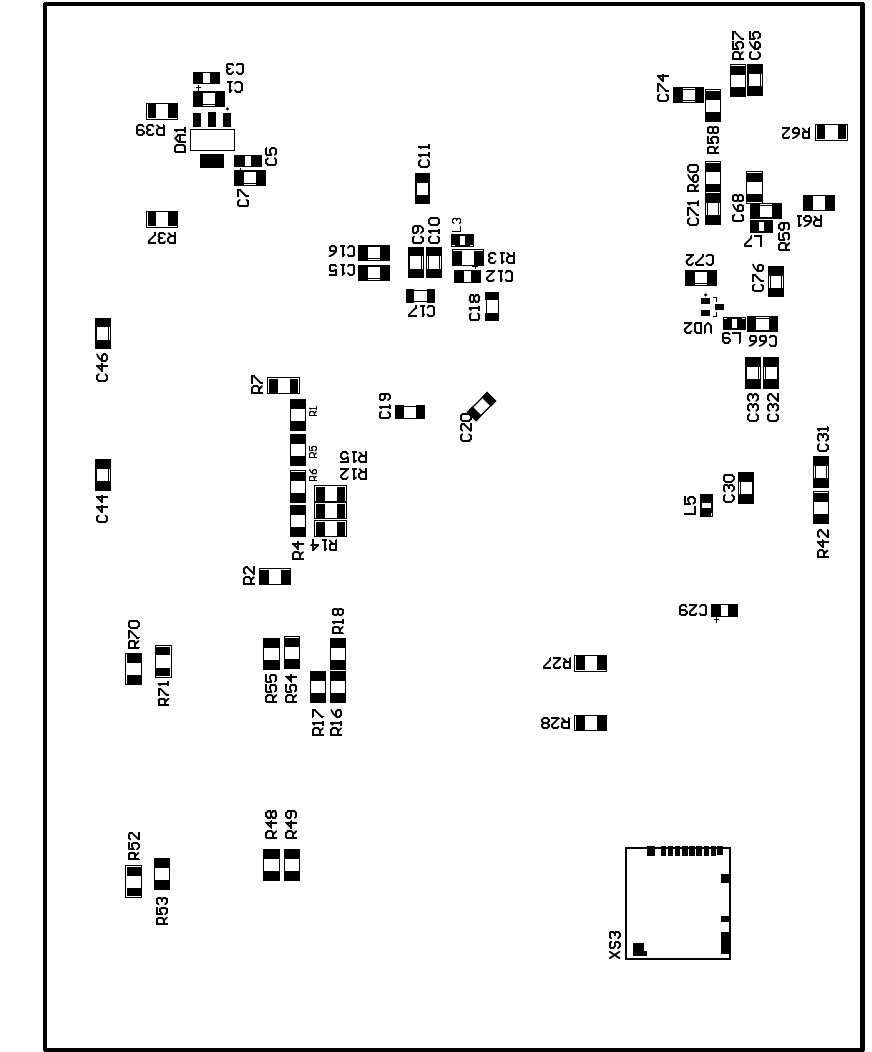 R57
C65
C3
C74
C1
R39
DA1
R58
R62
C5
C11
C7
R60
C71
C68
R61
R37
C9
C10
L3
L7
R59
C16
R13
C15
C12
C72
C76
C17
C18
VD2
L9
C66
C46
R7
R1
C19
C20
C33
C32
R5
R15
R6
R12
C31
C44
L5
C30
R4
R14
R42
R2
C29
R70
R18
R71
R55
R54
R27
R17
R16
R28
R48
R49
R52
R53
XS3